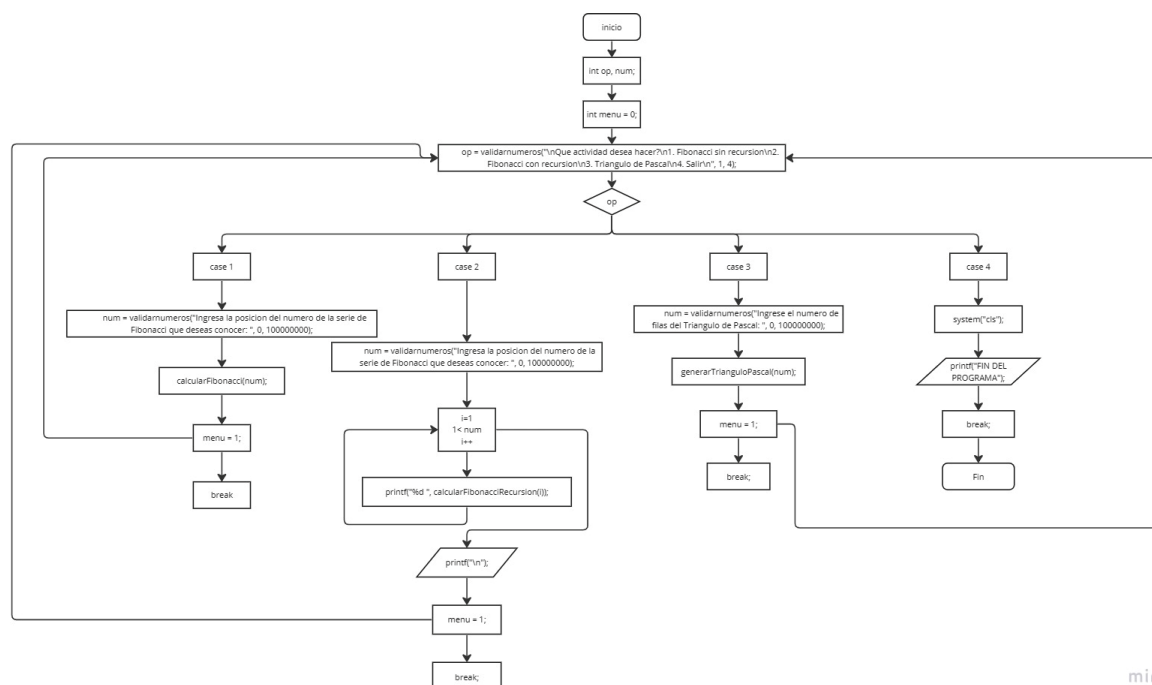 inicio
int op, num;
int menu = 0;
op = validarnumeros("\nQue actividad desea hacer?\n1. Fibonacci sin recursion\n2.
Fibonacci con recursion\n3. Triangulo de Pascal\n4. Salir\n", 1, 4);
op
case 1
case 2
case 3
case 4
num = validarnumeros("Ingresa la posicion del numero de la serie de
Fibonacci que deseas conocer: ", 0, 100000000);
calcularFibonacci(num);
menu = 1;
break
num = validarnumeros("Ingresa la posicion del numero de la
serie de Fibonacci que deseas conocer: ", 0, 100000000);
i=1
1< num
i++
printf("%d ", calcularFibonacciRecursion(i));
printf("\n");
menu = 1;
break;
num = validarnumeros("Ingrese el numero de
filas del Triangulo de Pascal: ", 0, 100000000);
generarTrianguloPascal(num);
menu = 1;
break;
system("cls");
printf("FIN DEL
PROGRAMA");
break;
Fin